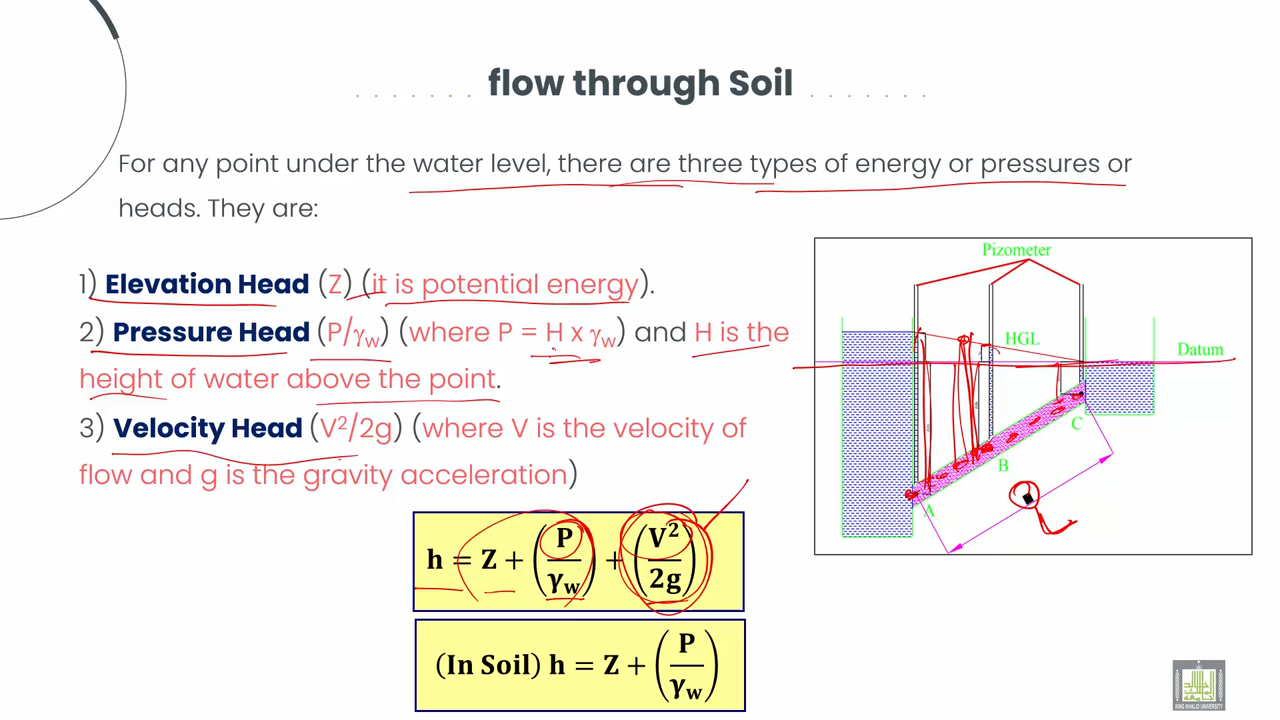 flow through Soil
For any point under the water level, there are three types of energy or pressures or
heads. They are:
1) Elevation Head (Z) (it is potential energy).
2) Pressure Head (P/γw) (where P = H x γw) and H is the
height of water above the point.
3) Velocity Head (V²/2g) (where V is the velocity of
flow and g is the gravity acceleration)
h = Z + (P/γw) + (V²/2g)
(In Soil) h = Z + (P/γw)
Pizometer
HGL
Datum
C
B
A
L
KING KHALID UNIVERSITY